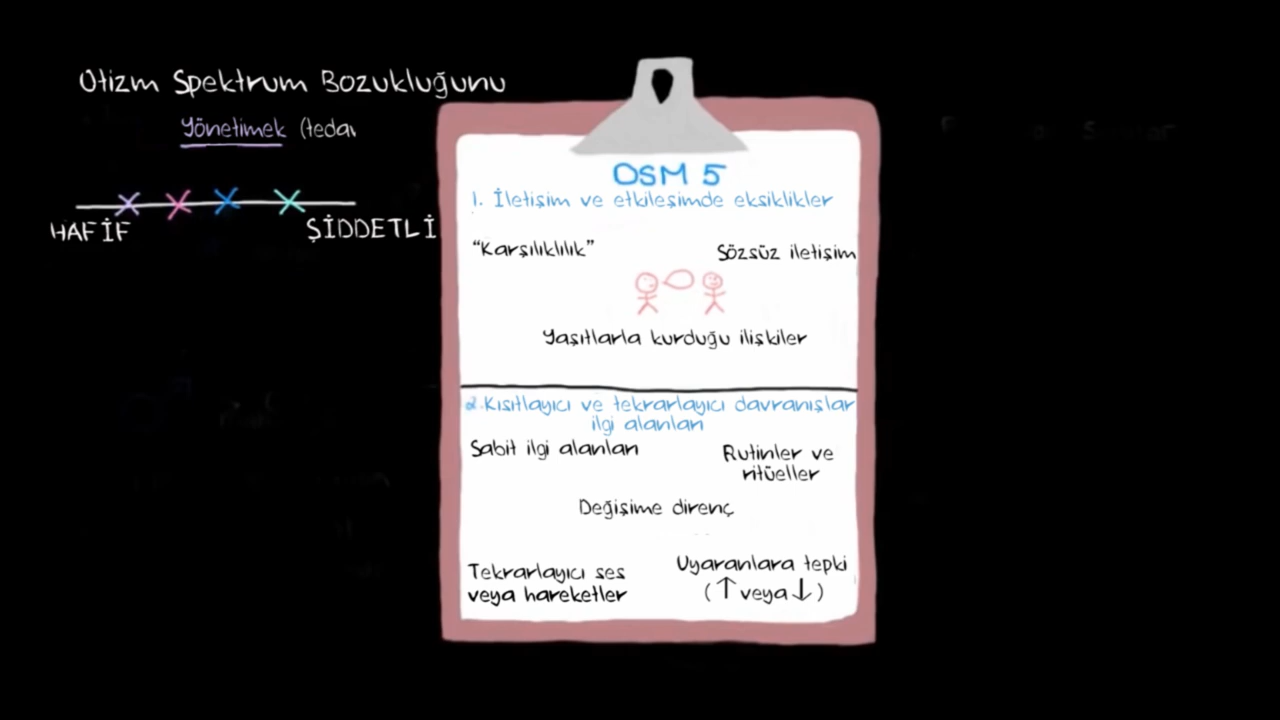 Otizm Spektrum Bozukluğunu
Yönetimek (teda
HAFİF
ŞİDDETLİ
OSM 5
1. İletişim ve etkileşimde eksiklikler
"Karşılıklılık"
Sözsüz iletişim
Yaşıtlarla kurduğu ilişkiler
2. Kısıtlayıcı ve tekrarlayıcı davranışlar
ilgi alanları
Sabit ilgi alanları
Rutinler ve
ritüeller
Değişime direnç
Tekrarlayıcı ses
veya hareketler
Uyaranlara tepki
(↑ veya ↓)